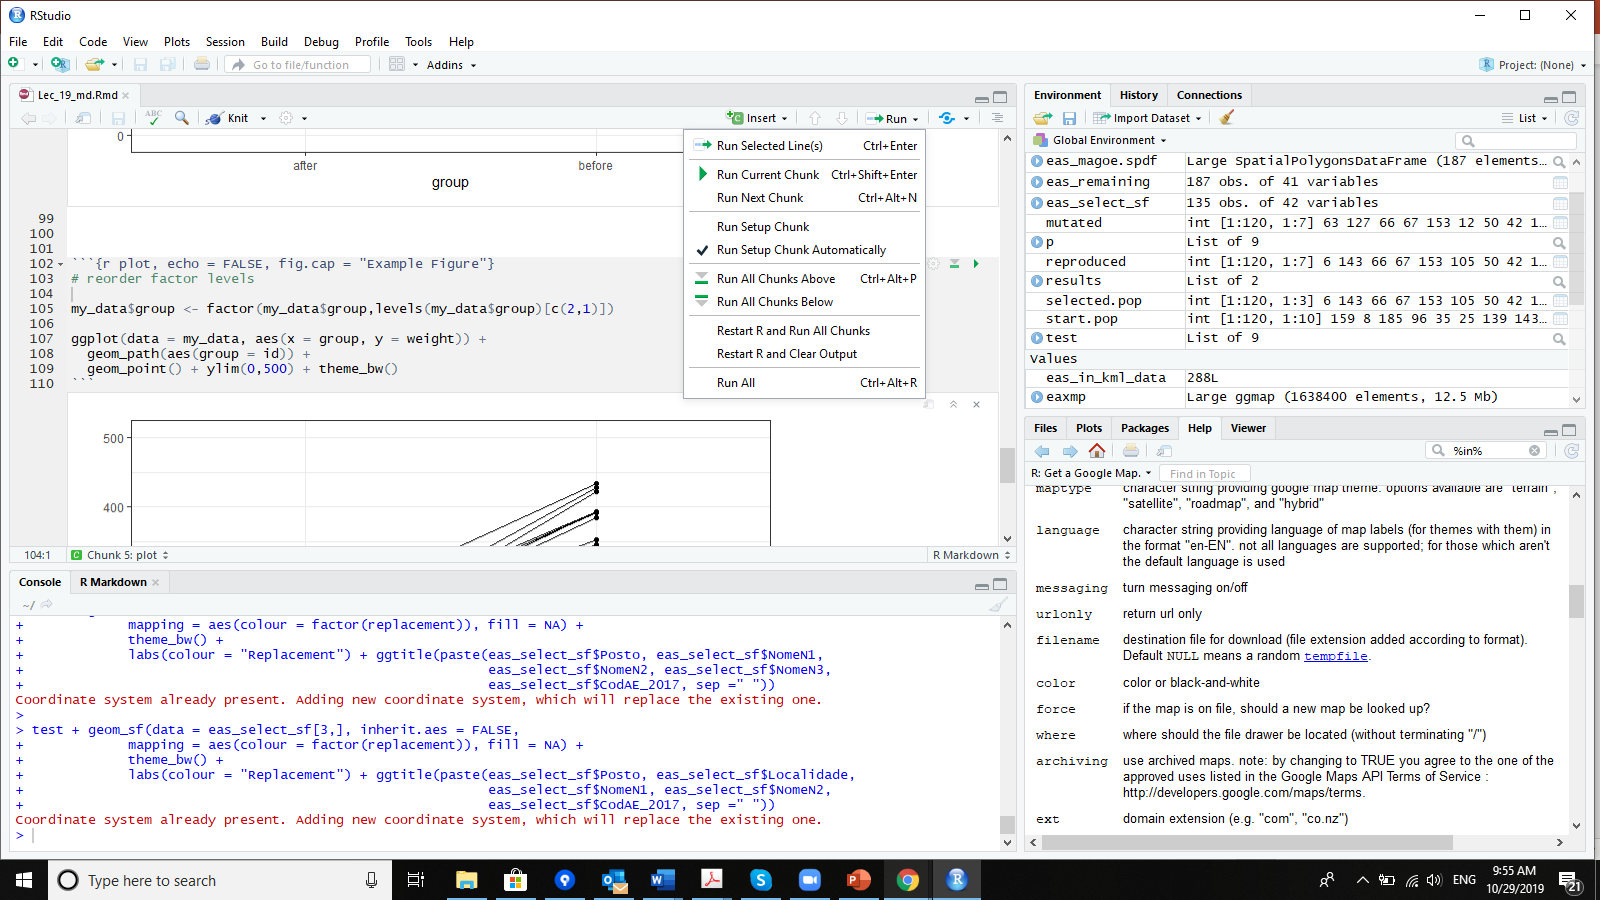 RStudio
File Edit Code View Plots Session Build Debug Profile Tools Help
Go to file/function Addins Project: (None)
Lec_19_md.Rmd
ABC Knit Insert Run
0
after before
group
99
100
101
102 ```{r plot, echo = FALSE, fig.cap = "Example Figure"}
103 # reorder factor levels
104
105 my_data$group <- factor(my_data$group,levels(my_data$group)[c(2,1)])
106
107 ggplot(data = my_data, aes(x = group, y = weight)) +
108 geom_path(aes(group = id)) +
109 geom_point() + ylim(0,500) + theme_bw()
110 ```
500
400
104:1 Chunk 5: plot R Markdown
Run Selected Line(s) Ctrl+Enter
Run Current Chunk Ctrl+Shift+Enter
Run Next Chunk Ctrl+Alt+N
Run Setup Chunk
Run Setup Chunk Automatically
Run All Chunks Above Ctrl+Alt+P
Run All Chunks Below
Restart R and Run All Chunks
Restart R and Clear Output
Run All Ctrl+Alt+R
Console R Markdown
~/
+ mapping = aes(colour = factor(replacement)), fill = NA) +
+ theme_bw() +
+ labs(colour = "Replacement") + ggtitle(paste(eas_select_sf$Posto, eas_select_sf$NomeN1,
+ eas_select_sf$NomeN2, eas_select_sf$NomeN3,
+ eas_select_sf$CodAE_2017, sep =" "))
Coordinate system already present. Adding new coordinate system, which will replace the existing one.
>
> test + geom_sf(data = eas_select_sf[3,], inherit.aes = FALSE,
+ mapping = aes(colour = factor(replacement)), fill = NA) +
+ theme_bw() +
+ labs(colour = "Replacement") + ggtitle(paste(eas_select_sf$Posto, eas_select_sf$Localidade,
+ eas_select_sf$NomeN1, eas_select_sf$NomeN2,
+ eas_select_sf$CodAE_2017, sep =" "))
Coordinate system already present. Adding new coordinate system, which will replace the existing one.
>
Environment History Connections
Import Dataset List
Global Environment
eas_magoe.spdf Large SpatialPolygonsDataFrame (187 elements…
eas_remaining 187 obs. of 41 variables
eas_select_sf 135 obs. of 42 variables
mutated int [1:120, 1:7] 63 127 66 67 153 12 50 42 1…
p List of 9
reproduced int [1:120, 1:7] 6 143 66 67 153 105 50 42 1…
results List of 2
selected.pop int [1:120, 1:3] 6 143 66 67 153 105 50 42 1…
start.pop int [1:120, 1:10] 159 8 185 96 35 25 139 143…
test List of 9
Values
eas_in_kml_data 288L
eaxmp Large ggmap (1638400 elements, 12.5 Mb)
Files Plots Packages Help Viewer
%in%
R: Get a Google Map. Find in Topic
maptype character string providing google map theme. options available are "terrain",
"satellite", "roadmap", and "hybrid"
language character string providing language of map labels (for themes with them) in
the format "en-EN". not all languages are supported; for those which aren't
the default language is used
messaging turn messaging on/off
urlonly return url only
filename destination file for download (file extension added according to format).
Default NULL means a random tempfile.
color color or black-and-white
force if the map is on file, should a new map be looked up?
where where should the file drawer be located (without terminating "/")
archiving use archived maps. note: by changing to TRUE you agree to the one of the
approved uses listed in the Google Maps API Terms of Service :
http://developers.google.com/maps/terms.
ext domain extension (e.g. "com", "co.nz")
Type here to search
ENG
9:55 AM
10/29/2019
21